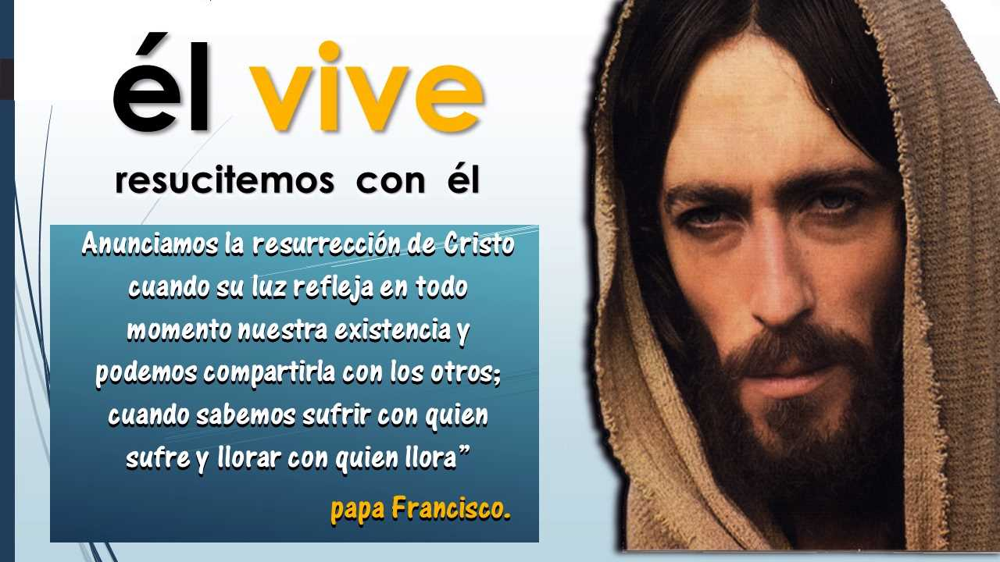 él vive
resucitemos con él
Anunciamos la resurrección de Cristo
cuando su luz refleja en todo
momento nuestra existencia y
podemos compartirla con los otros;
cuando sabemos sufrir con quien
sufre y llorar con quien llora”
papa Francisco.